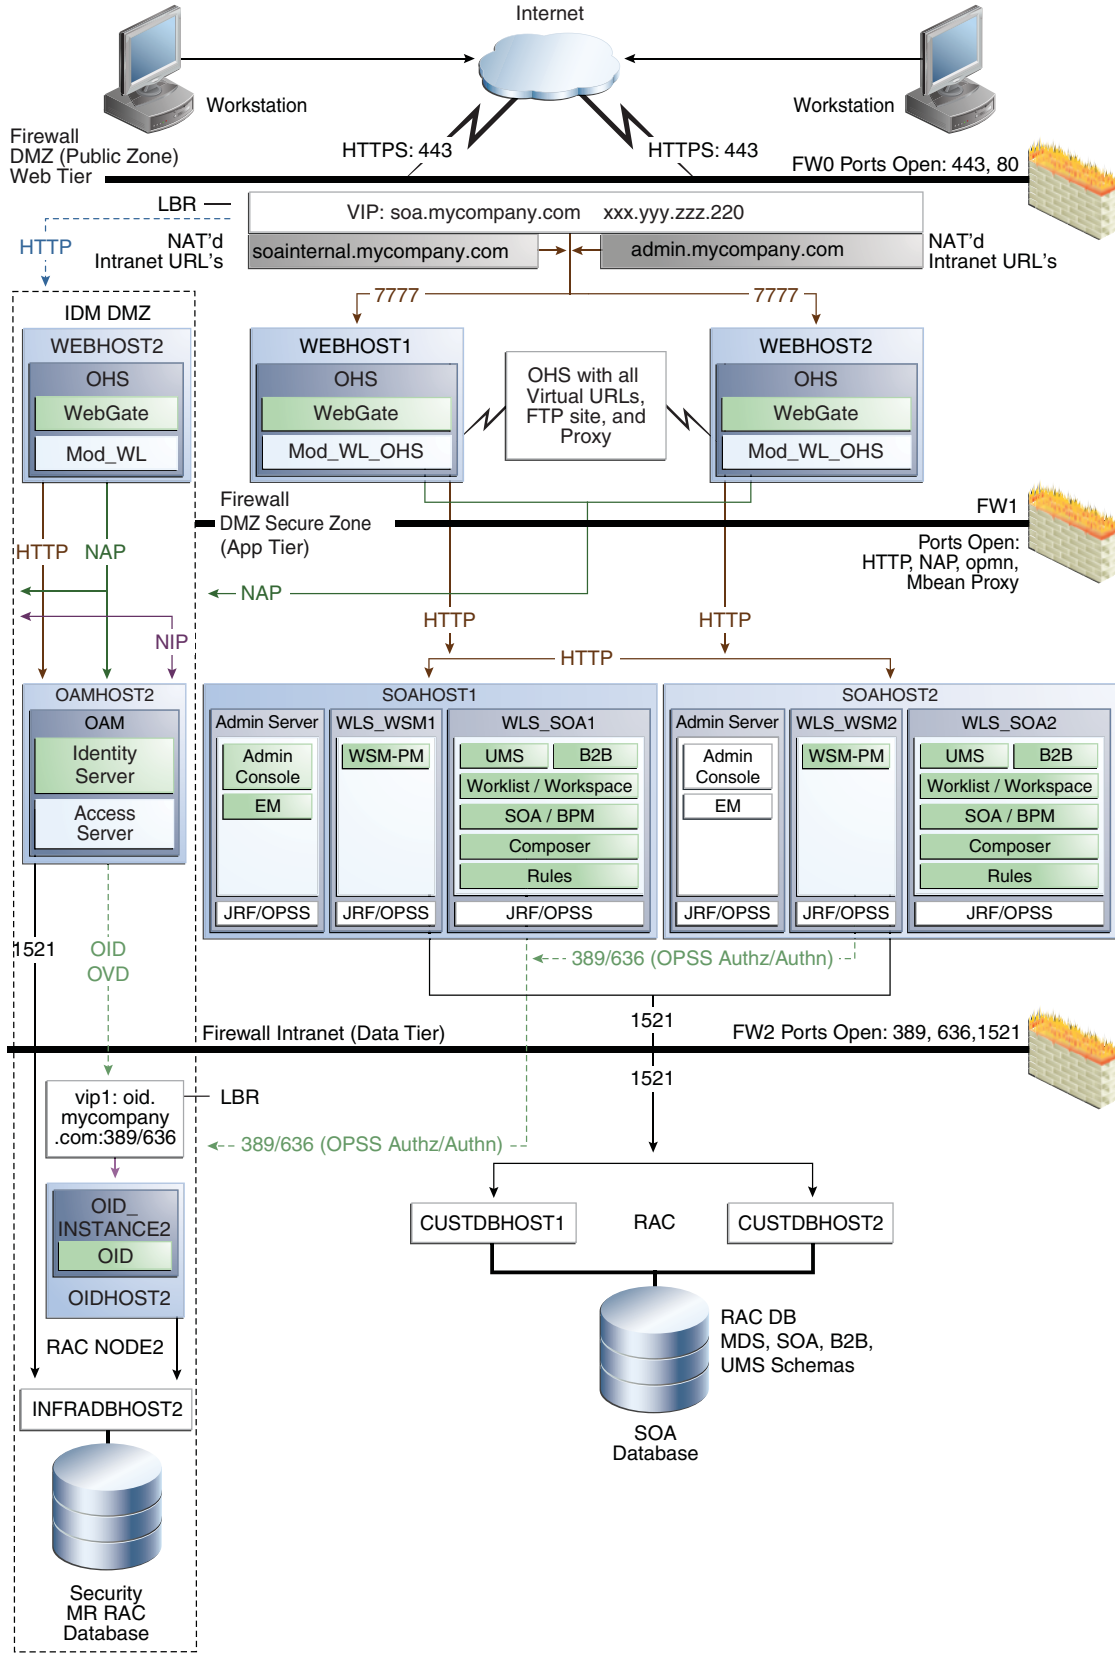 Internet
Workstation
Workstation
Firewall
DMZ (Public Zone)
Web Tier
HTTPS: 443
HTTPS: 443
FW0 Ports Open: 443, 80
LBR
VIP: soa.mycompany.com xxx.yyy.zzz.220
HTTP
NAT'd
Intranet URL's
soainternal.mycompany.com
admin.mycompany.com
NAT'd
Intranet URL's
7777
7777
IDM DMZ
WEBHOST2
OHS
WebGate
Mod_WL
WEBHOST1
OHS
WebGate
Mod_WL_OHS
OHS with all
Virtual URLs,
FTP site, and
Proxy
WEBHOST2
OHS
WebGate
Mod_WL_OHS
Firewall
DMZ Secure Zone
(App Tier)
FW1
Ports Open:
HTTP, NAP, opmn,
Mbean Proxy
HTTP
NAP
NAP
NIP
HTTP
HTTP
HTTP
OAMHOST2
OAM
Identity
Server
Access
Server
SOAHOST1
Admin Server
Admin
Console
EM
JRF/OPSS
WLS_WSM1
WSM-PM
JRF/OPSS
WLS_SOA1
UMS
B2B
Worklist / Workspace
SOA / BPM
Composer
Rules
JRF/OPSS
SOAHOST2
Admin Server
Admin
Console
EM
JRF/OPSS
WLS_WSM2
WSM-PM
JRF/OPSS
WLS_SOA2
UMS
B2B
Worklist / Workspace
SOA / BPM
Composer
Rules
JRF/OPSS
1521
OID
OVD
389/636 (OPSS Authz/Authn)
1521
Firewall Intranet (Data Tier)
FW2 Ports Open: 389, 636,1521
1521
vip1: oid.
mycompany
.com:389/636
LBR
389/636 (OPSS Authz/Authn)
OID_
INSTANCE2
OID
OIDHOST2
CUSTDBHOST1
RAC
CUSTDBHOST2
RAC NODE2
RAC DB
MDS, SOA, B2B,
UMS Schemas
INFRADBHOST2
SOA
Database
Security
MR RAC
Database